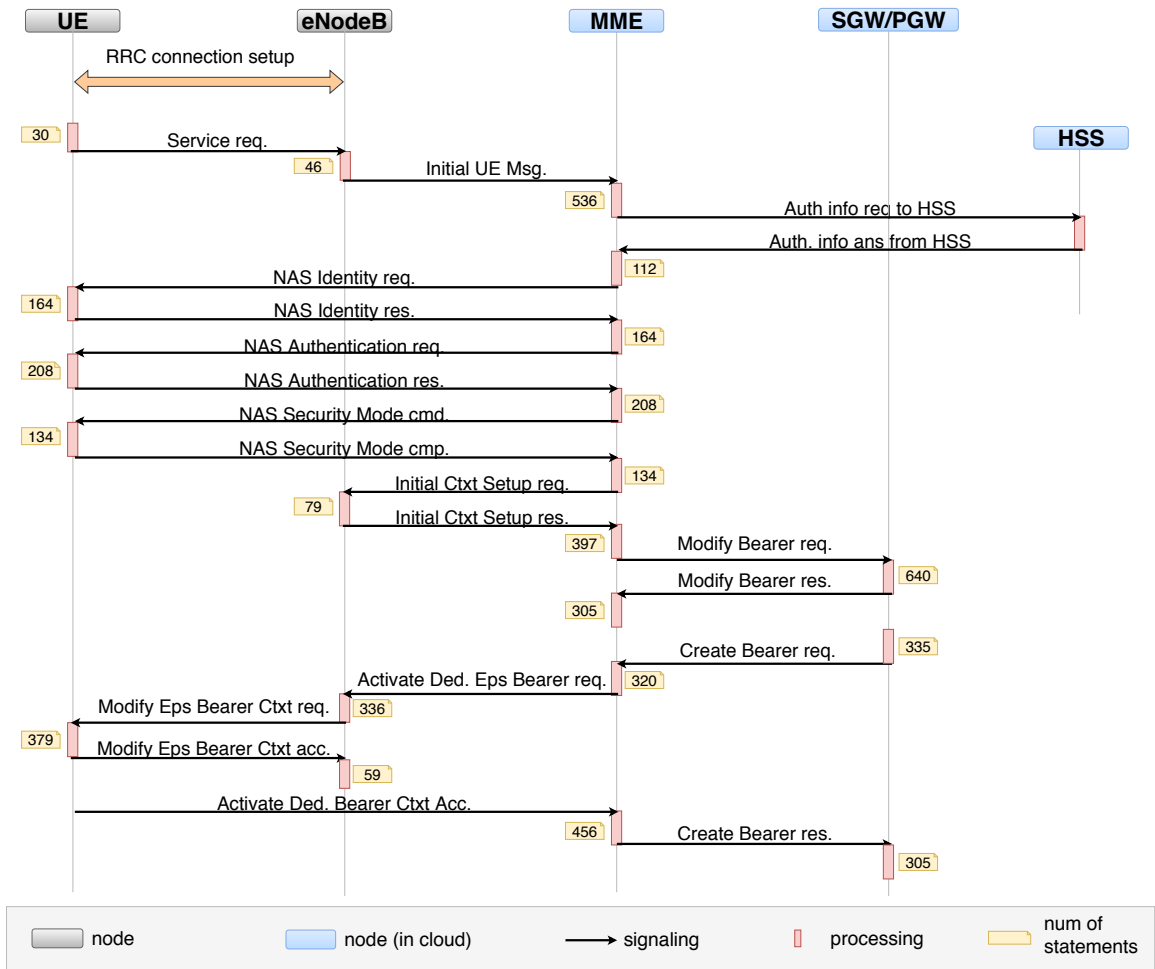 UE
eNodeB
MME
SGW/PGW
RRC connection setup
HSS
30
Service req.
46
Initial UE Msg.
536
Auth info req to HSS
Auth. info ans from HSS
112
NAS Identity req.
164
NAS Identity res.
164
NAS Authentication req.
208
NAS Authentication res.
208
NAS Security Mode cmd.
134
NAS Security Mode cmp.
134
Initial Ctxt Setup req.
79
Initial Ctxt Setup res.
397
Modify Bearer req.
640
Modify Bearer res.
305
335
Create Bearer req.
320
Activate Ded. Eps Bearer req.
336
Modify Eps Bearer Ctxt req.
379
Modify Eps Bearer Ctxt acc.
59
Activate Ded. Bearer Ctxt Acc.
456
Create Bearer res.
305
node
node (in cloud)
signaling
processing
num of
statements